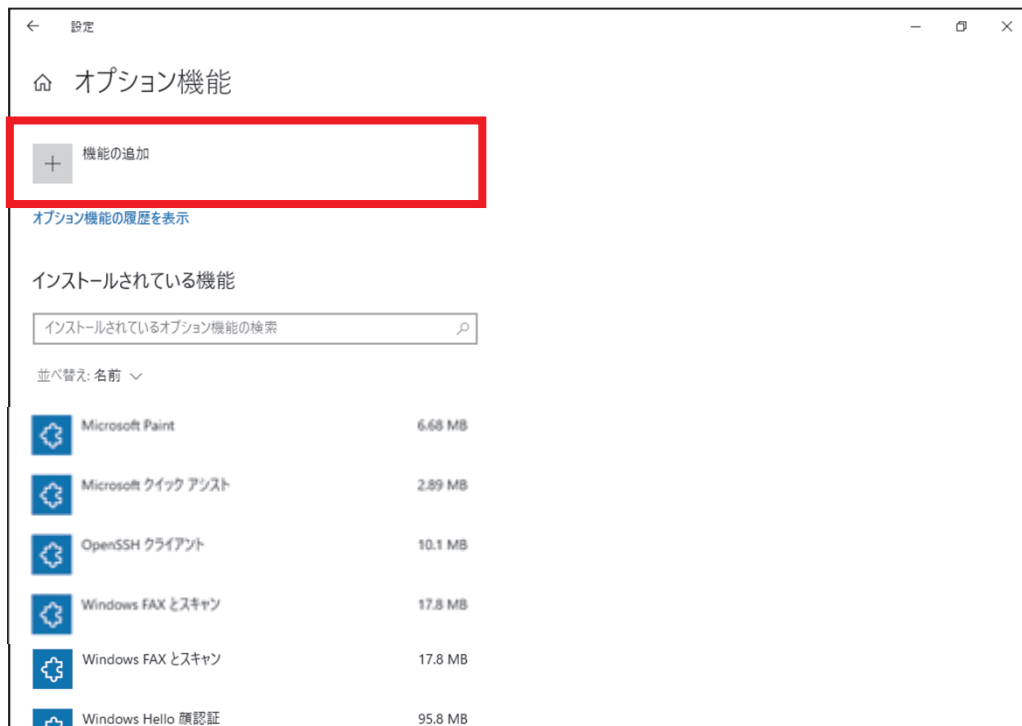 設定
オプション機能
機能の追加
オプション機能の履歴を表示
インストールされている機能
インストールされているオプション機能の検索
並べ替え: 名前
Microsoft Paint 6.68 MB
Microsoft クイック アシスト 2.89 MB
OpenSSH クライアント 10.1 MB
Windows FAX とスキャン 17.8 MB
Windows FAX とスキャン 17.8 MB
Windows Hello 顔認証 95.8 MB